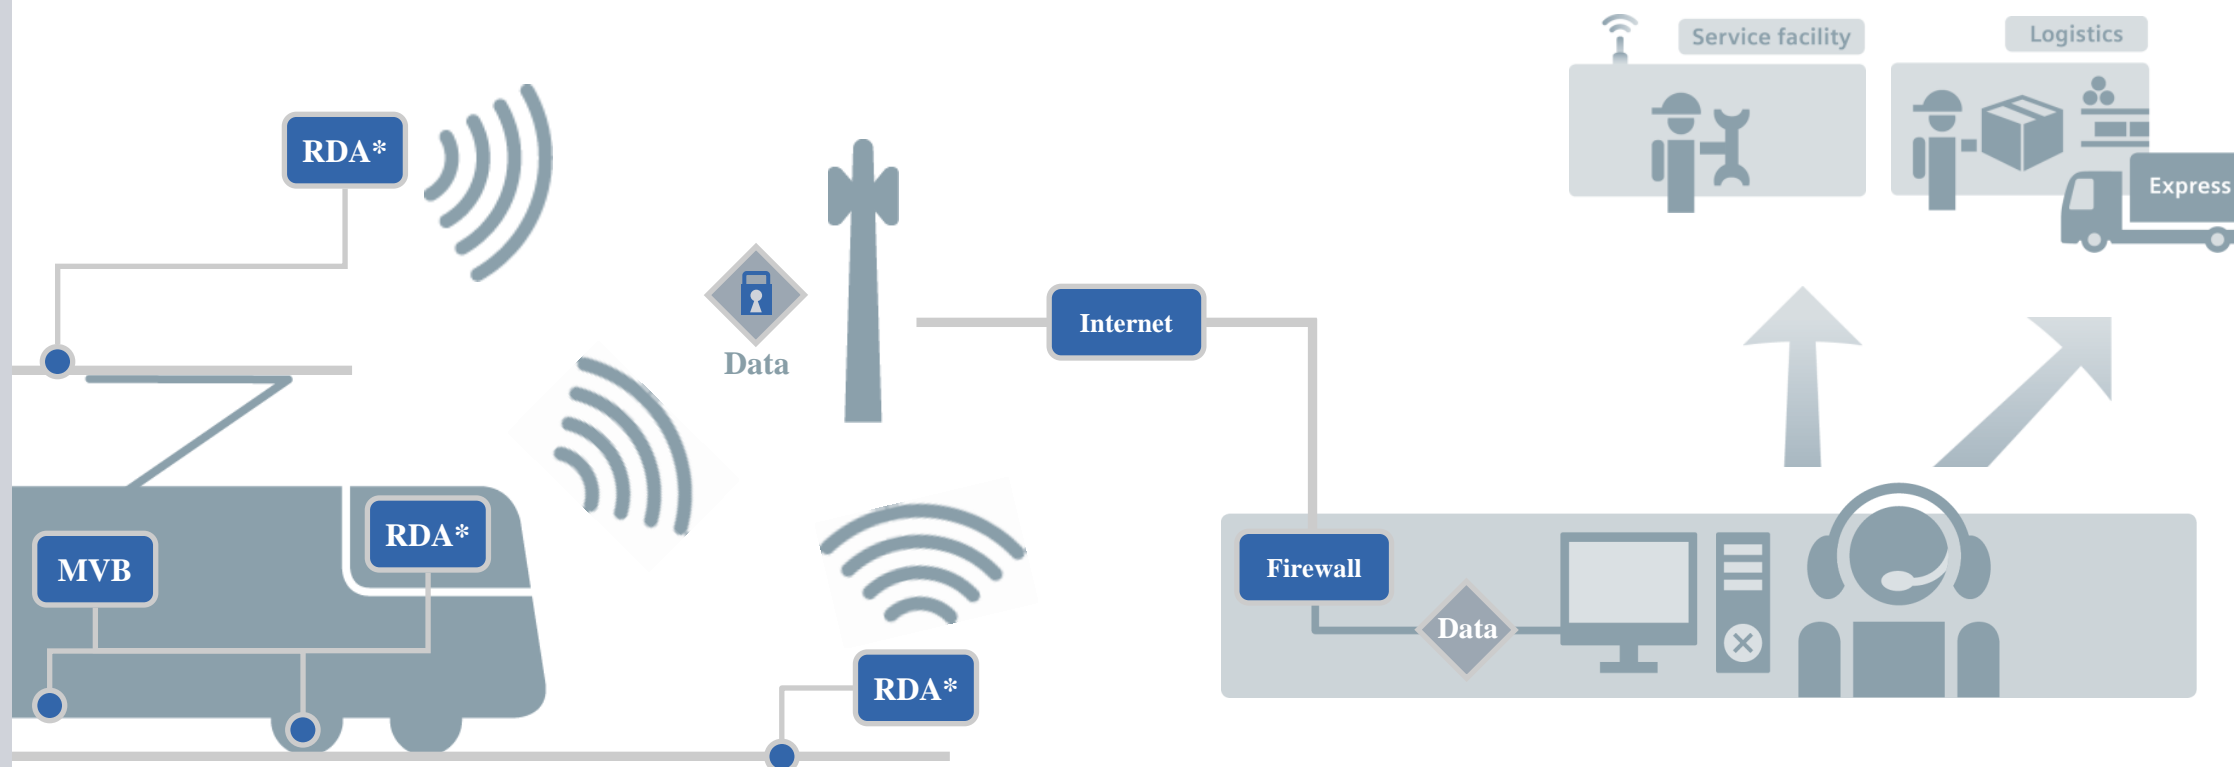 Service facility
Logistics
RDA*
Express
Internet
Data
RDA*
MVB
Firewall
Data
RDA*